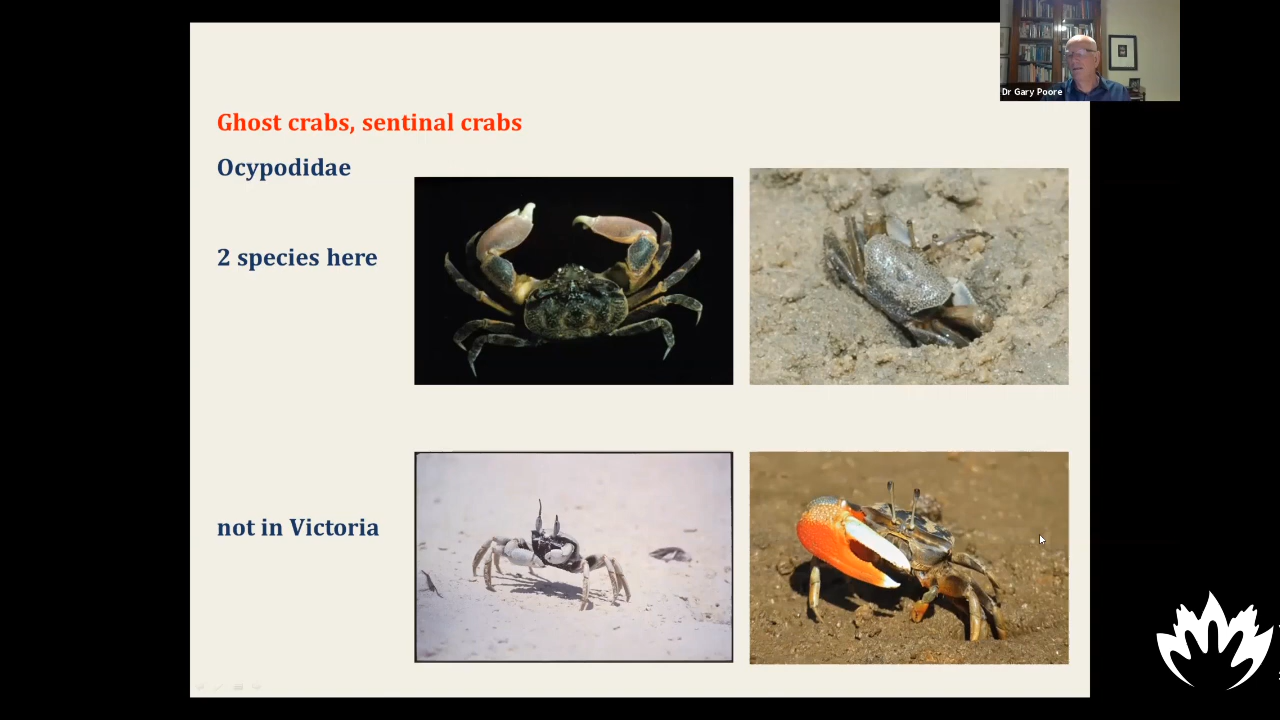 Dr Gary Poore
Ghost crabs, sentinal crabs
Ocypodidae
2 species here
not in Victoria